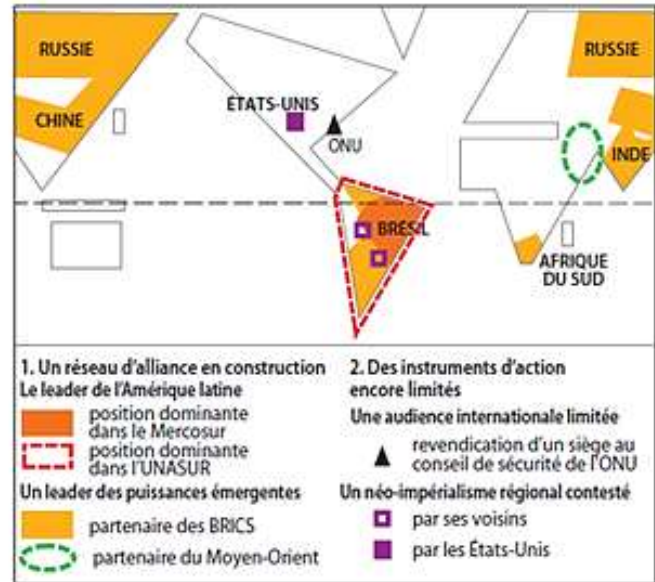 RUSSIE
CHINE
ÉTATS-UNIS
ONU
BRÉSIL
RUSSIE
INDE
AFRIQUE
DU SUD
1. Un réseau d'alliance en construction
Le leader de l'Amérique latine
position dominante
dans le Mercosur
position dominante
dans l'UNASUR
Un leader des puissances émergentes
partenaire des BRICS
partenaire du Moyen-Orient
2. Des instruments d'action
encore limités
Une audience internationale limitée
revendication d'un siège au
conseil de sécurité de l'ONU
Un néo-impérialisme régional contesté
par ses voisins
par les États-Unis